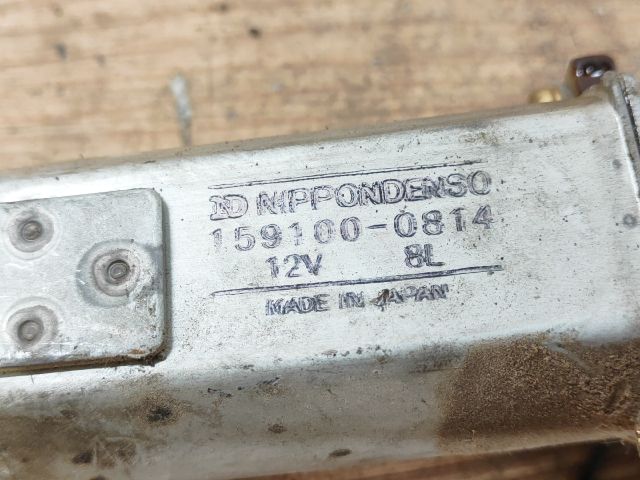 ND NIPPONDENSO
159100-0814
12V 8L
MADE IN JAPAN